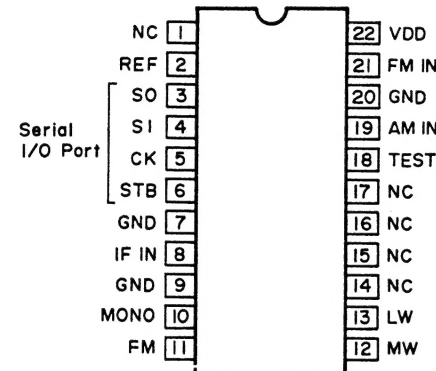 NC 1 22 VDD
REF 2 21 FM IN
SO 3 20 GND
SI 4 19 AM IN
Serial
I/O Port
CK 5 18 TEST
STB 6 17 NC
GND 7 16 NC
IF IN 8 15 NC
GND 9 14 NC
MONO 10 13 LW
FM 11 12 MW